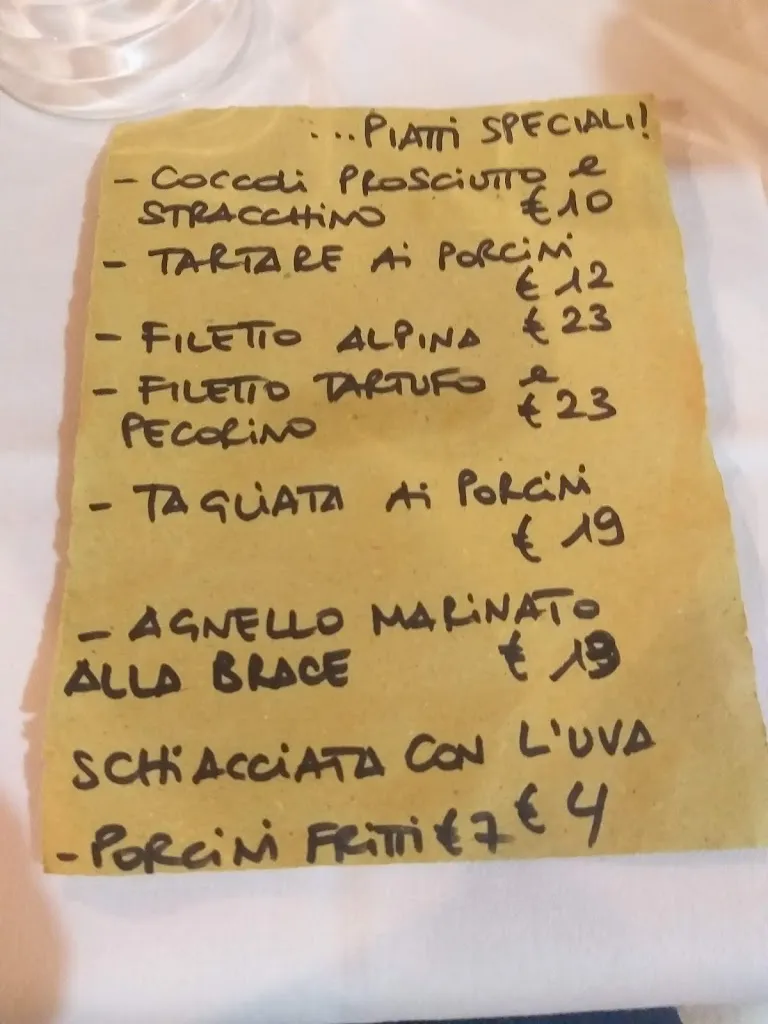 ...PIATTI SPECIALI!
- COCCOLI PROSCIUTTO e
STRACCHINO €10
- TARTARE Ai PORCINI
€ 12
- FILETTO ALPINA € 23
- FILETTO TARTUFO e
PECORINO € 23
- TAGLIATA Ai PORCINI
€ 19
- AGNELLO MARINATO
ALLA BRACE €
SCHIACCIATA CON L'UVA
€ 4
- PORCINI FRITTI € 7